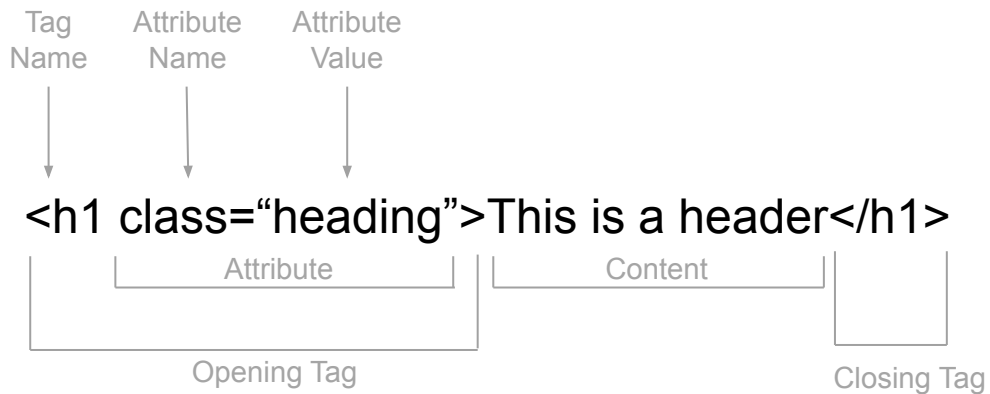 Tag Attribute Attribute
Name Name Value
<h1 class=“heading”>This is a header</h1>
Attribute Content
Opening Tag Closing Tag